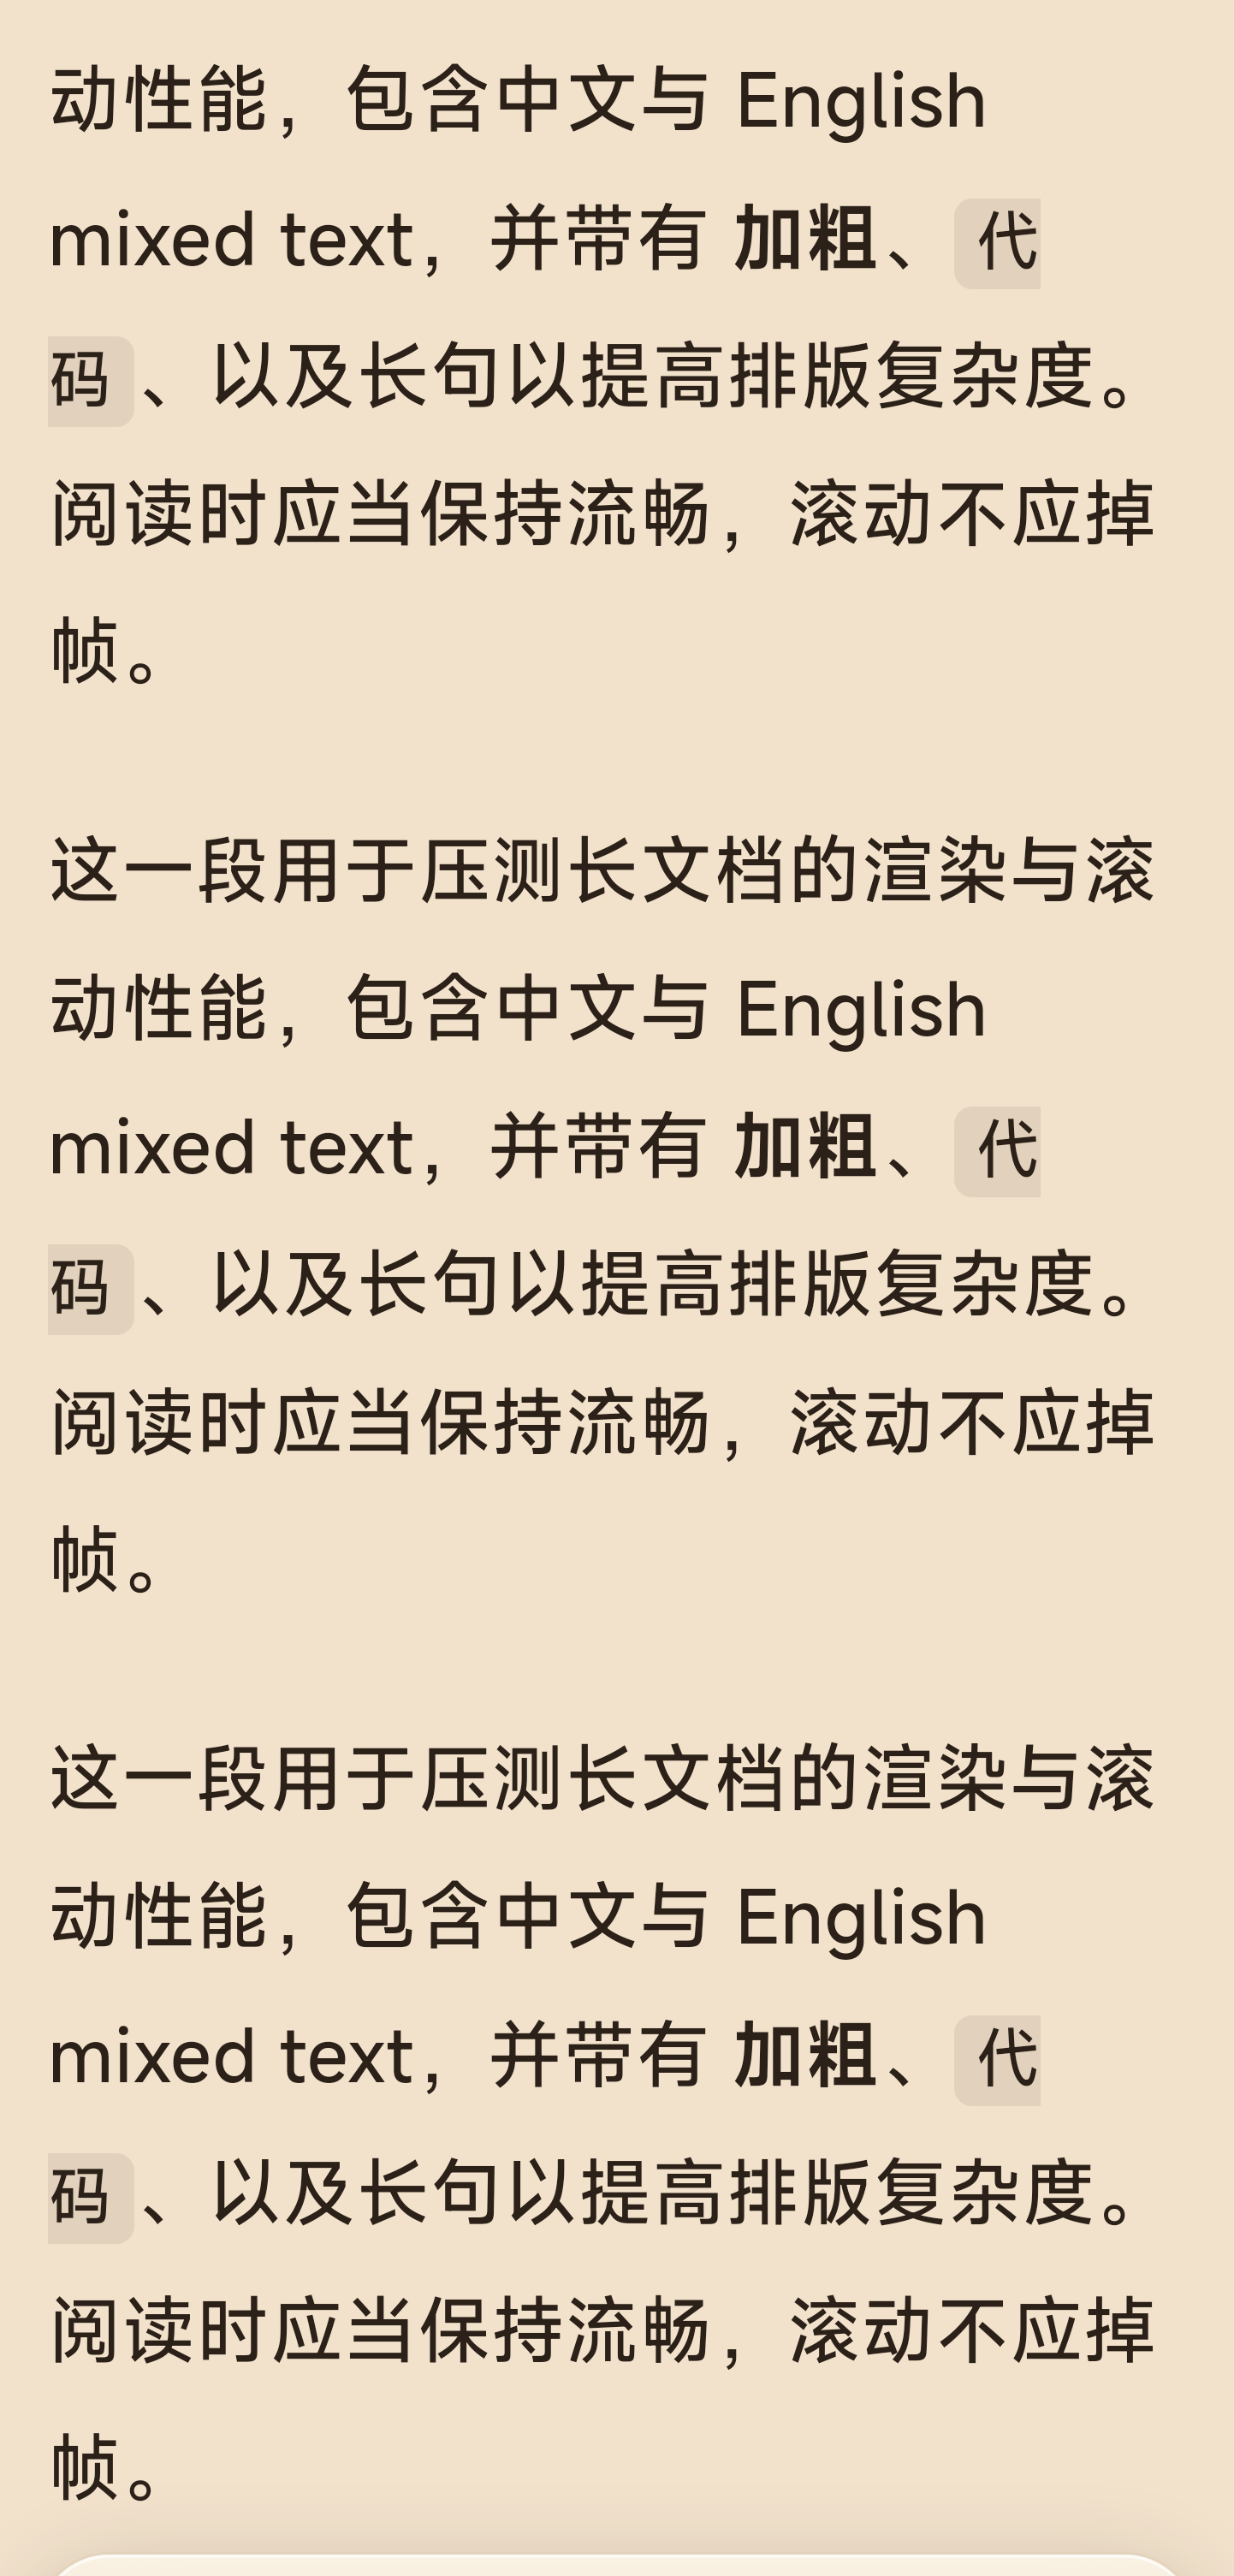 动性能，包含中文与 English
mixed text，并带有 加粗、 代
码 、以及长句以提高排版复杂度。
阅读时应当保持流畅，滚动不应掉
帧。
这一段用于压测长文档的渲染与滚
动性能，包含中文与 English
mixed text，并带有 加粗、 代
码 、以及长句以提高排版复杂度。
阅读时应当保持流畅，滚动不应掉
帧。
这一段用于压测长文档的渲染与滚
动性能，包含中文与 English
mixed text，并带有 加粗、 代
码 、以及长句以提高排版复杂度。
阅读时应当保持流畅，滚动不应掉
帧。